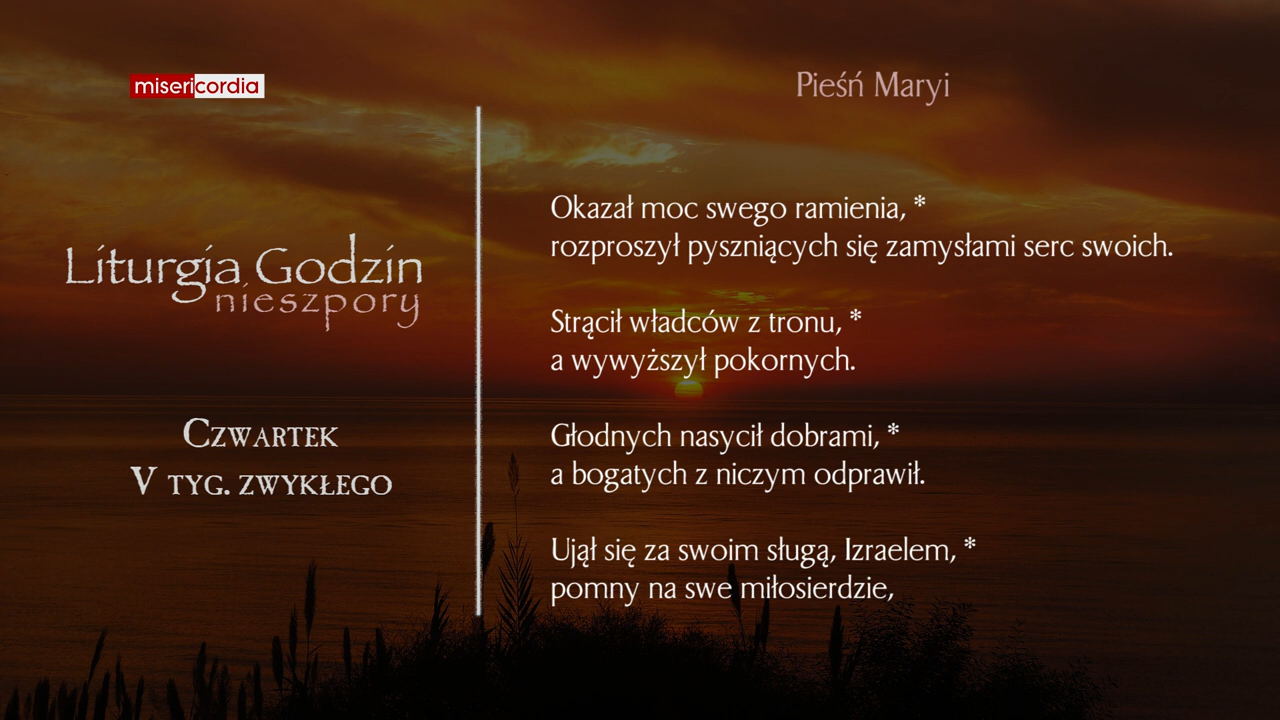 misericordia
Liturgia Godzin
nieszpory
Czwartek
V tyg. zwykłego
Pieśń Maryi
Okazał moc swego ramienia, *
rozproszył pyszniących się zamysłami serc swoich.
Strącił władców z tronu, *
a wywyższył pokornych.
Głodnych nasycił dobrami, *
a bogatych z niczym odprawił.
Ujął się za swoim sługą, Izraelem, *
pomny na swe miłosierdzie,